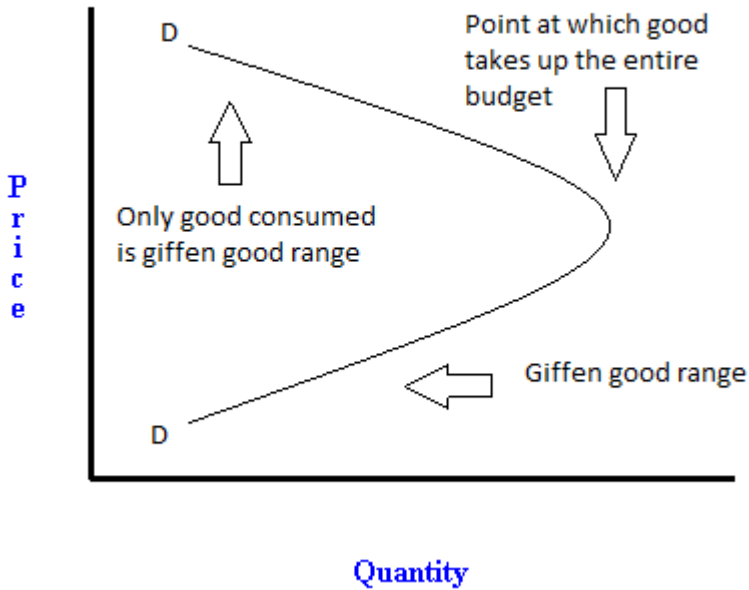 D
Point at which good
takes up the entire
budget
Price
Only good consumed
is giffen good range
Giffen good range
D
Quantity